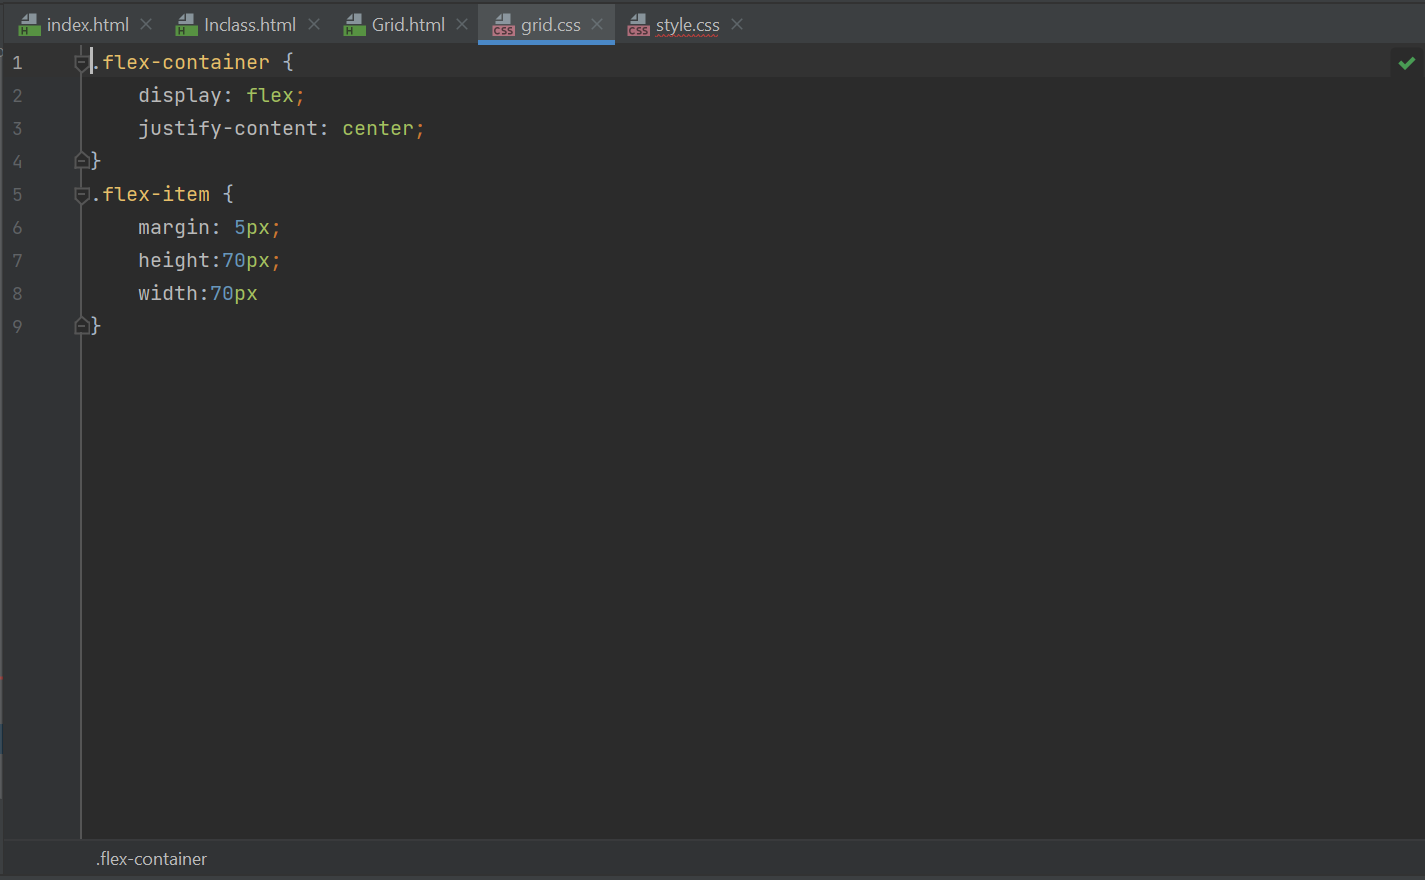 index.html Inclass.html Grid.html grid.css style.css
1 .flex-container {
2     display: flex;
3     justify-content: center;
4 }
5 .flex-item {
6     margin: 5px;
7     height:70px;
8     width:70px
9 }
.flex-container